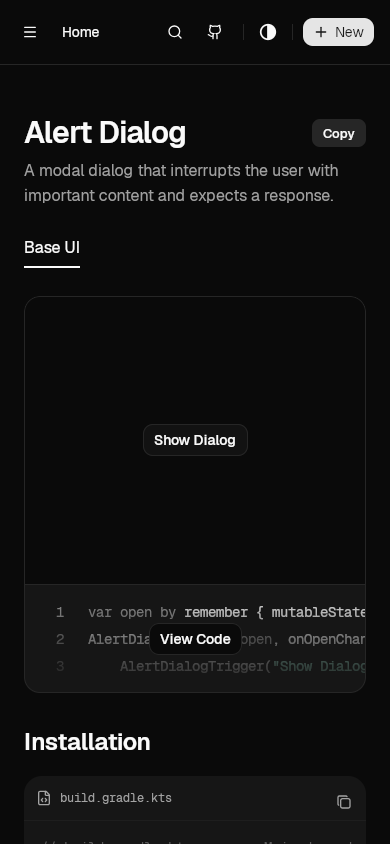 Home
New
Alert Dialog
Copy
A modal dialog that interrupts the user with
important content and expects a response.
Base UI
Show Dialog
1 var open by remember { mutableState
2 AlertDia open, onOpenChan
View Code
3 AlertDialogTrigger("Show Dialog
Installation
build.gradle.kts